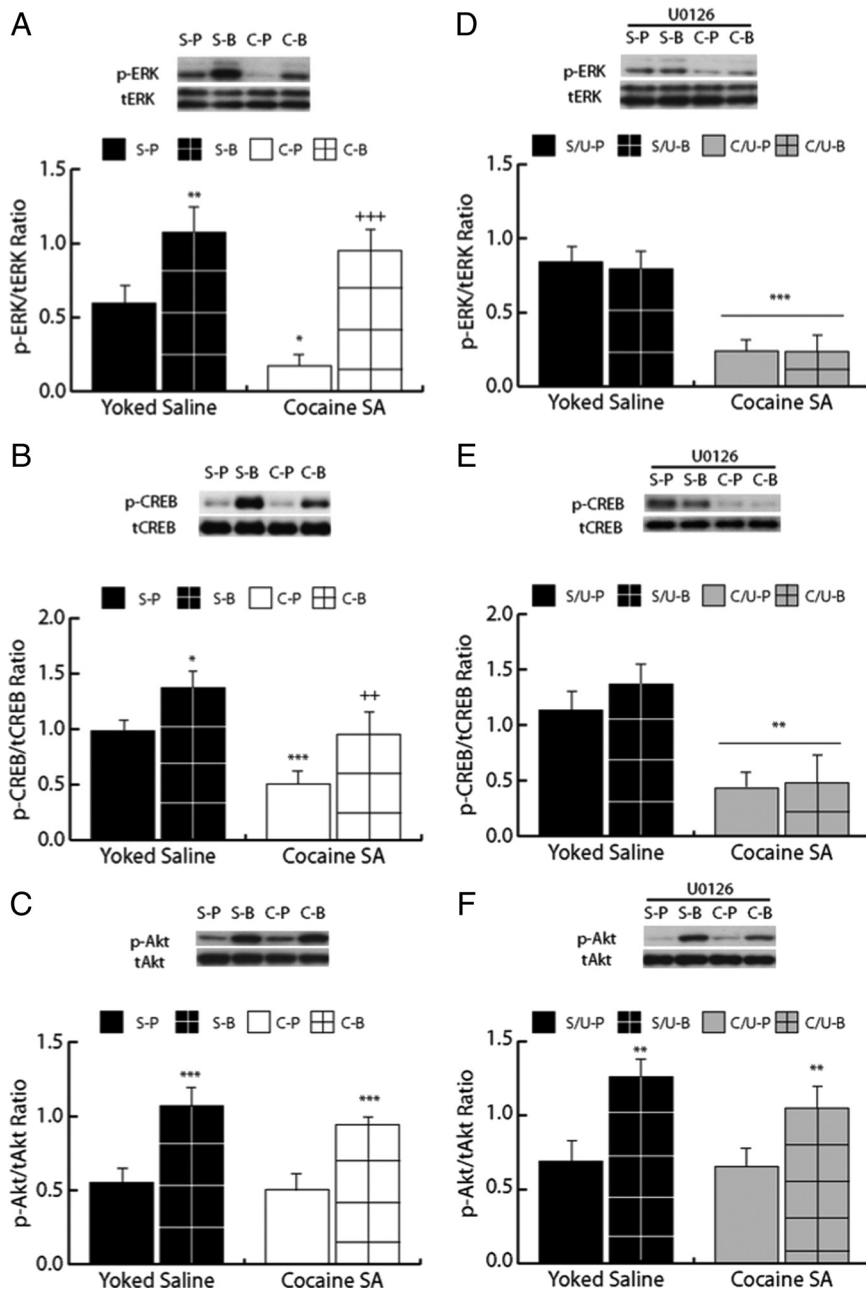 A
S-P S-B C-P C-B
p-ERK
tERK
S-P S-B C-P C-B
p-ERK/tERK Ratio
1.5
1.0
0.5
0.0
**
*
+++
Yoked Saline Cocaine SA
B
S-P S-B C-P C-B
p-CREB
tCREB
S-P S-B C-P C-B
p-CREB/tCREB Ratio
2.0
1.5
1.0
0.5
0.0
*
***
++
Yoked Saline Cocaine SA
C
S-P S-B C-P C-B
p-Akt
tAkt
S-P S-B C-P C-B
p-Akt/tAkt Ratio
1.5
1.0
0.5
0.0
***
***
Yoked Saline Cocaine SA
D
U0126
S-P S-B C-P C-B
p-ERK
tERK
S/U-P S/U-B C/U-P C/U-B
p-ERK/tERK Ratio
1.5
1.0
0.5
0.0
***
Yoked Saline Cocaine SA
E
U0126
S-P S-B C-P C-B
p-CREB
tCREB
S/U-P S/U-B C/U-P C/U-B
p-CREB/tCREB Ratio
2.0
1.5
1.0
0.5
0.0
**
Yoked Saline Cocaine SA
F
U0126
S-P S-B C-P C-B
p-Akt
tAkt
S/U-P S/U-B C/U-P C/U-B
p-Akt/tAkt Ratio
1.5
1.0
0.5
0.0
**
**
Yoked Saline Cocaine SA